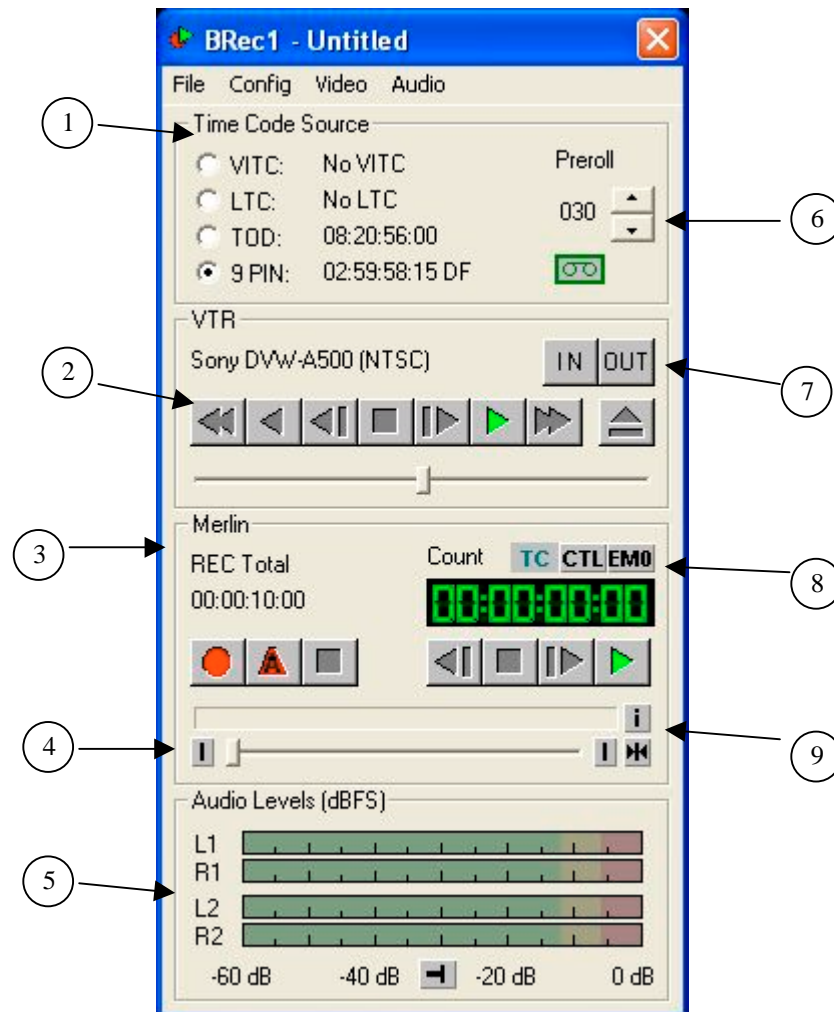 BRec1 - Untitled
File Config Video Audio
1
Time Code Source
VITC: No VITC
Preroll
LTC: No LTC
030
6
TOD: 08:20:56:00
9 PIN: 02:59:58:15 DF
VTR
2
Sony DVW-A500 (NTSC)
IN OUT
7
3
Merlin
REC Total
Count TC CTL EM0
8
00:00:10:00
00:00:00:00
A
i
4
I
I
9
Audio Levels (dBFS)
L1
R1
5
L2
R2
-60 dB -40 dB -20 dB 0 dB